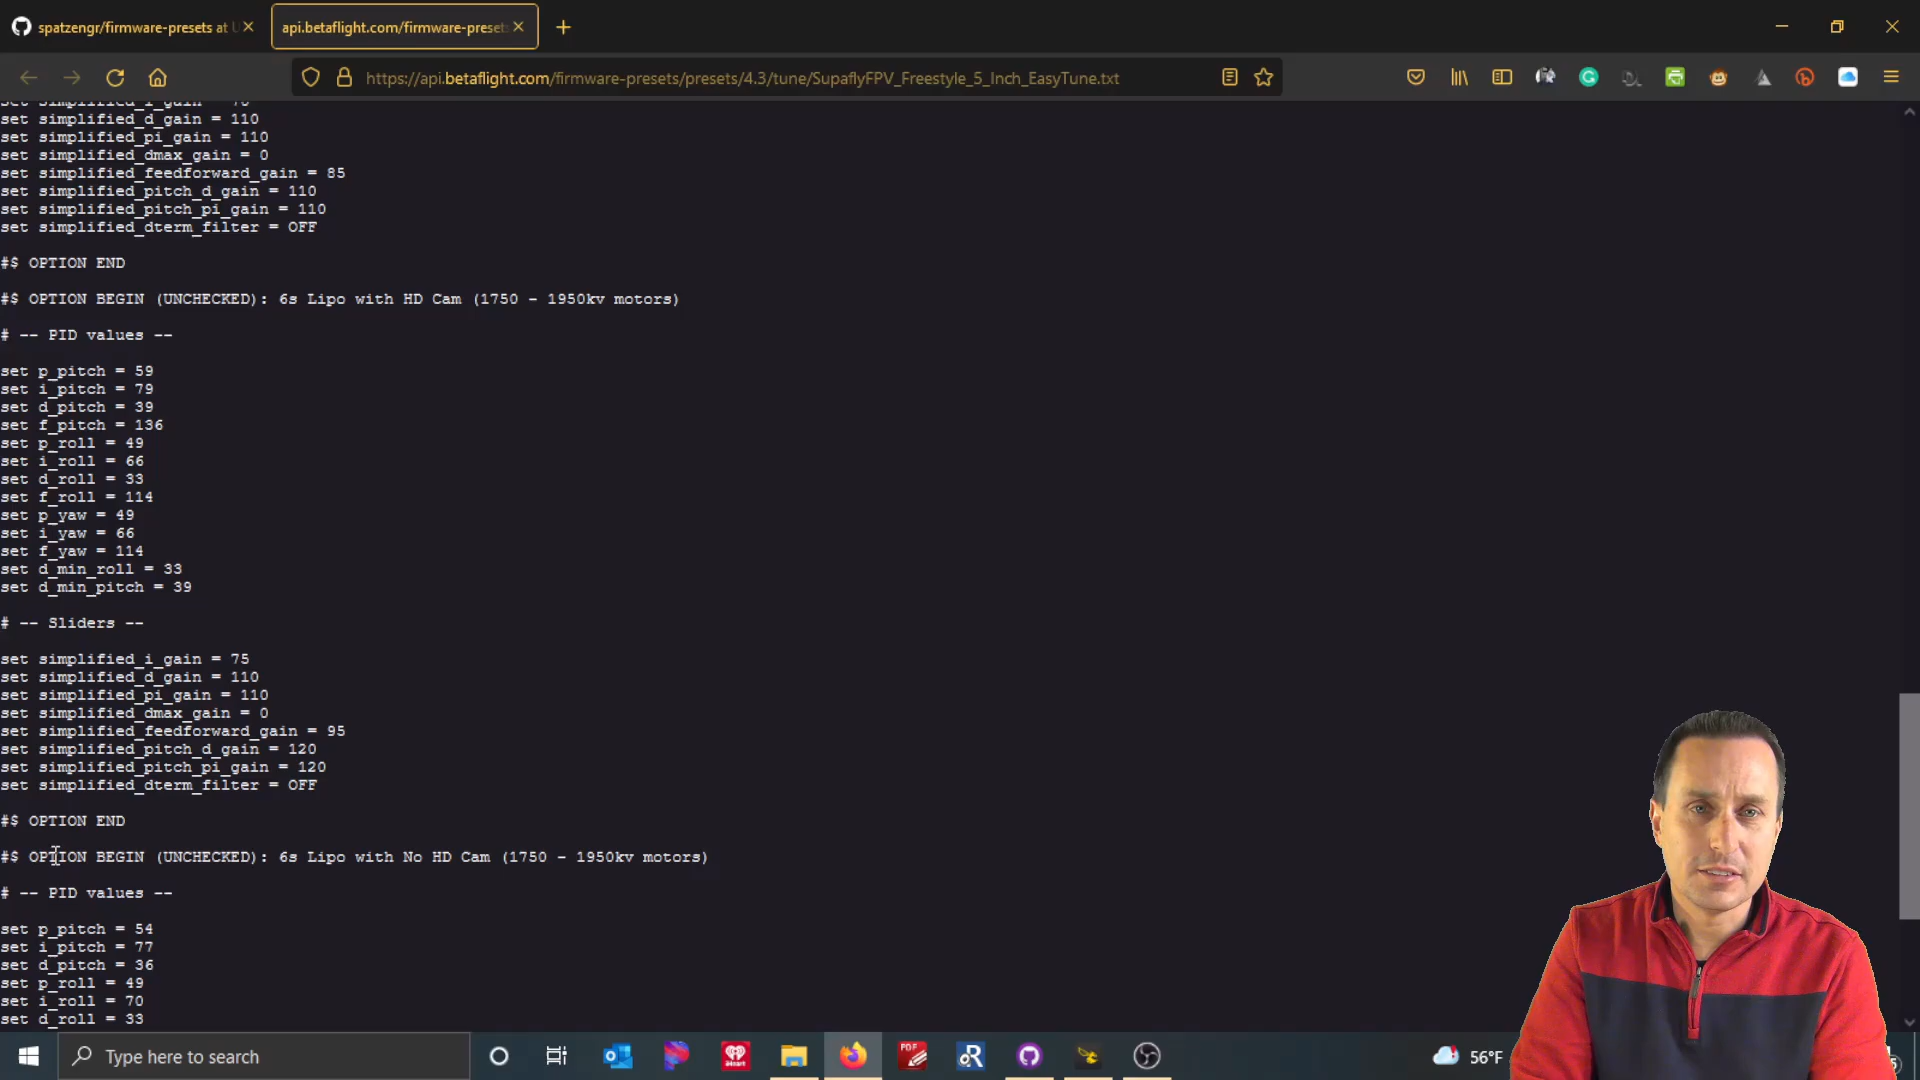 spatzengr/firmware-presets at
api.betaflight.com/firmware-preset
https://api.betaflight.com/firmware-presets/presets/4.3/tune/SupaflyFPV_Freestyle_5_Inch_EasyTune.txt
set simplified_i_gain =
set simplified_d_gain = 110
set simplified_pi_gain = 110
set simplified_dmax_gain = 0
set simplified_feedforward_gain = 85
set simplified_pitch_d_gain = 110
set simplified_pitch_pi_gain = 110
set simplified_dterm_filter = OFF
#$ OPTION END
#$ OPTION BEGIN (UNCHECKED): 6s Lipo with HD Cam (1750 - 1950kv motors)
# -- PID values --
set p_pitch = 59
set i_pitch = 79
set d_pitch = 39
set f_pitch = 136
set p_roll = 49
set i_roll = 66
set d_roll = 33
set f_roll = 114
set p_yaw = 49
set i_yaw = 66
set f_yaw = 114
set d_min_roll = 33
set d_min_pitch = 39
# -- Sliders --
set simplified_i_gain = 75
set simplified_d_gain = 110
set simplified_pi_gain = 110
set simplified_dmax_gain = 0
set simplified_feedforward_gain = 95
set simplified_pitch_d_gain = 120
set simplified_pitch_pi_gain = 120
set simplified_dterm_filter = OFF
#$ OPTION END
#$ OPTION BEGIN (UNCHECKED): 6s Lipo with No HD Cam (1750 - 1950kv motors)
# -- PID values --
set p_pitch = 54
set i_pitch = 77
set d_pitch = 36
set p_roll = 49
set i_roll = 70
set d_roll = 33
Type here to search
56°F